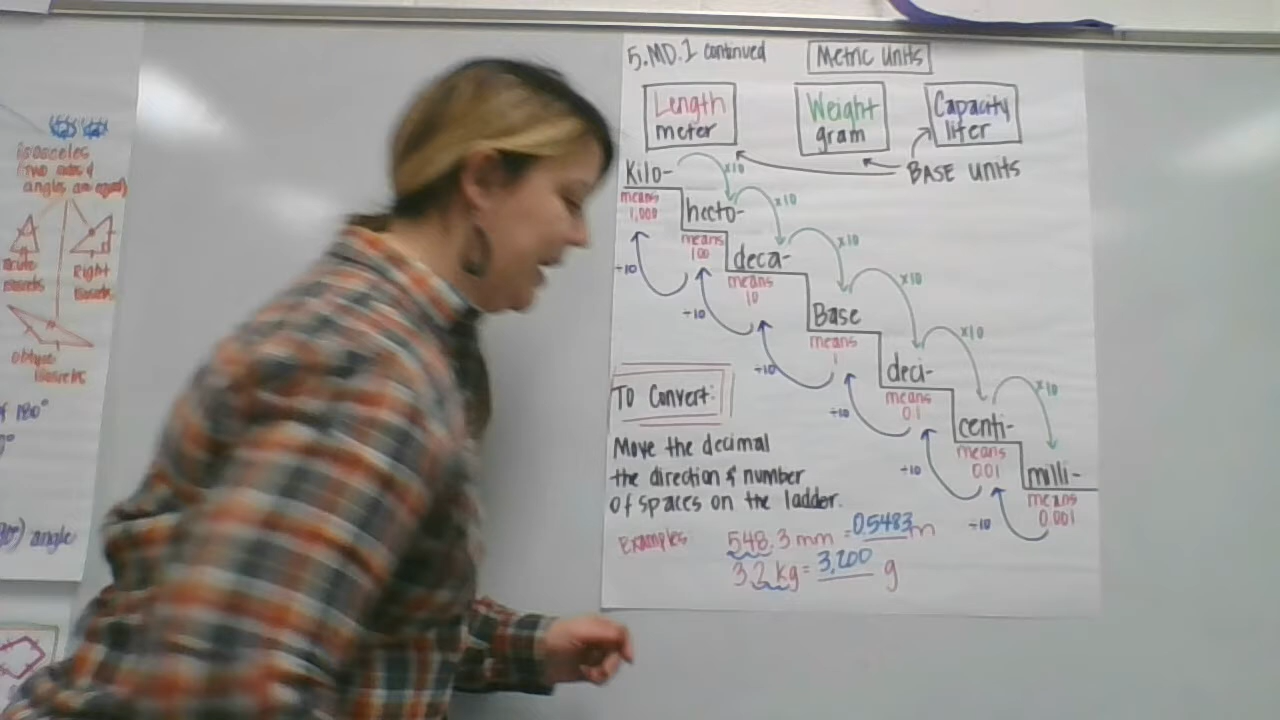 isosceles
(two sides &
angles are equal)
acute
Right
Obtuse
of 180°
angle
5.MD.1 continued
Metric Units
Length
meter
Weight
gram
Capacity
liter
BASE UNITS
Kilo-
means
1,000
hecto-
means
100
deca-
means
10
Base
means
1
deci-
means
0.1
centi-
means
0.01
milli-
means
0.001
x10
x10
x10
x10
x10
x10
÷10
÷10
÷10
÷10
÷10
÷10
To Convert:
Move the decimal
the direction & number
of spaces on the ladder.
Examples: 548.3 mm = 0.5483 m
3.2 kg = 3,200 g